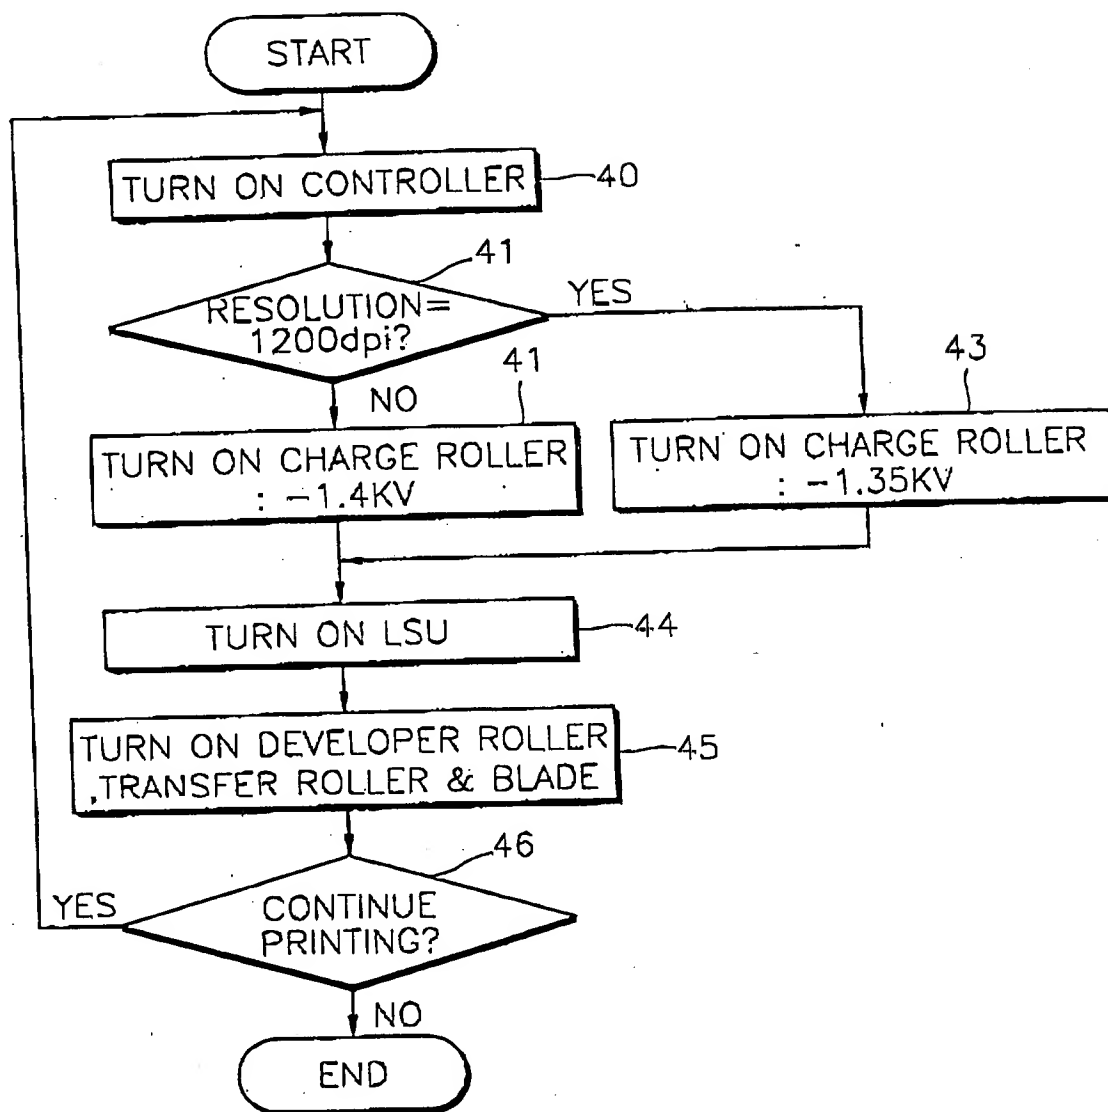 START
TURN ON CONTROLLER
40
41
RESOLUTION=
1200dpi?
YES
NO
41
TURN ON CHARGE ROLLER
: -1.4KV
43
TURN ON CHARGE ROLLER
: -1.35KV
TURN ON LSU
44
TURN ON DEVELOPER ROLLER
,TRANSFER ROLLER & BLADE
45
46
CONTINUE
PRINTING?
YES
NO
END